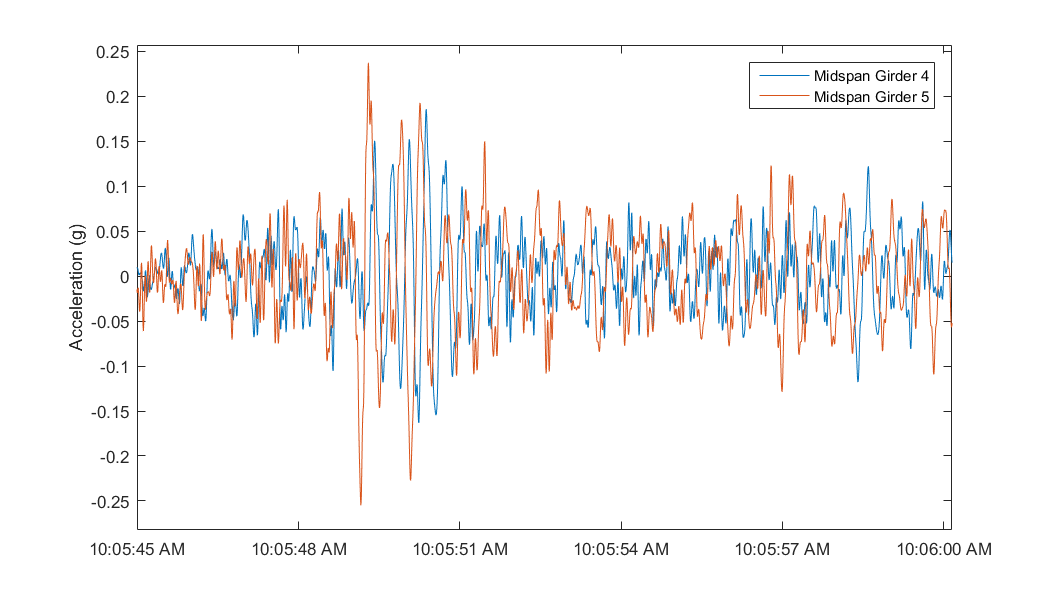 0.25
0.2
0.15
0.1
0.05
0
-0.05
-0.1
-0.15
-0.2
-0.25
Acceleration (g)
Midspan Girder 4
Midspan Girder 5
10:05:45 AM 10:05:48 AM 10:05:51 AM 10:05:54 AM 10:05:57 AM 10:06:00 AM